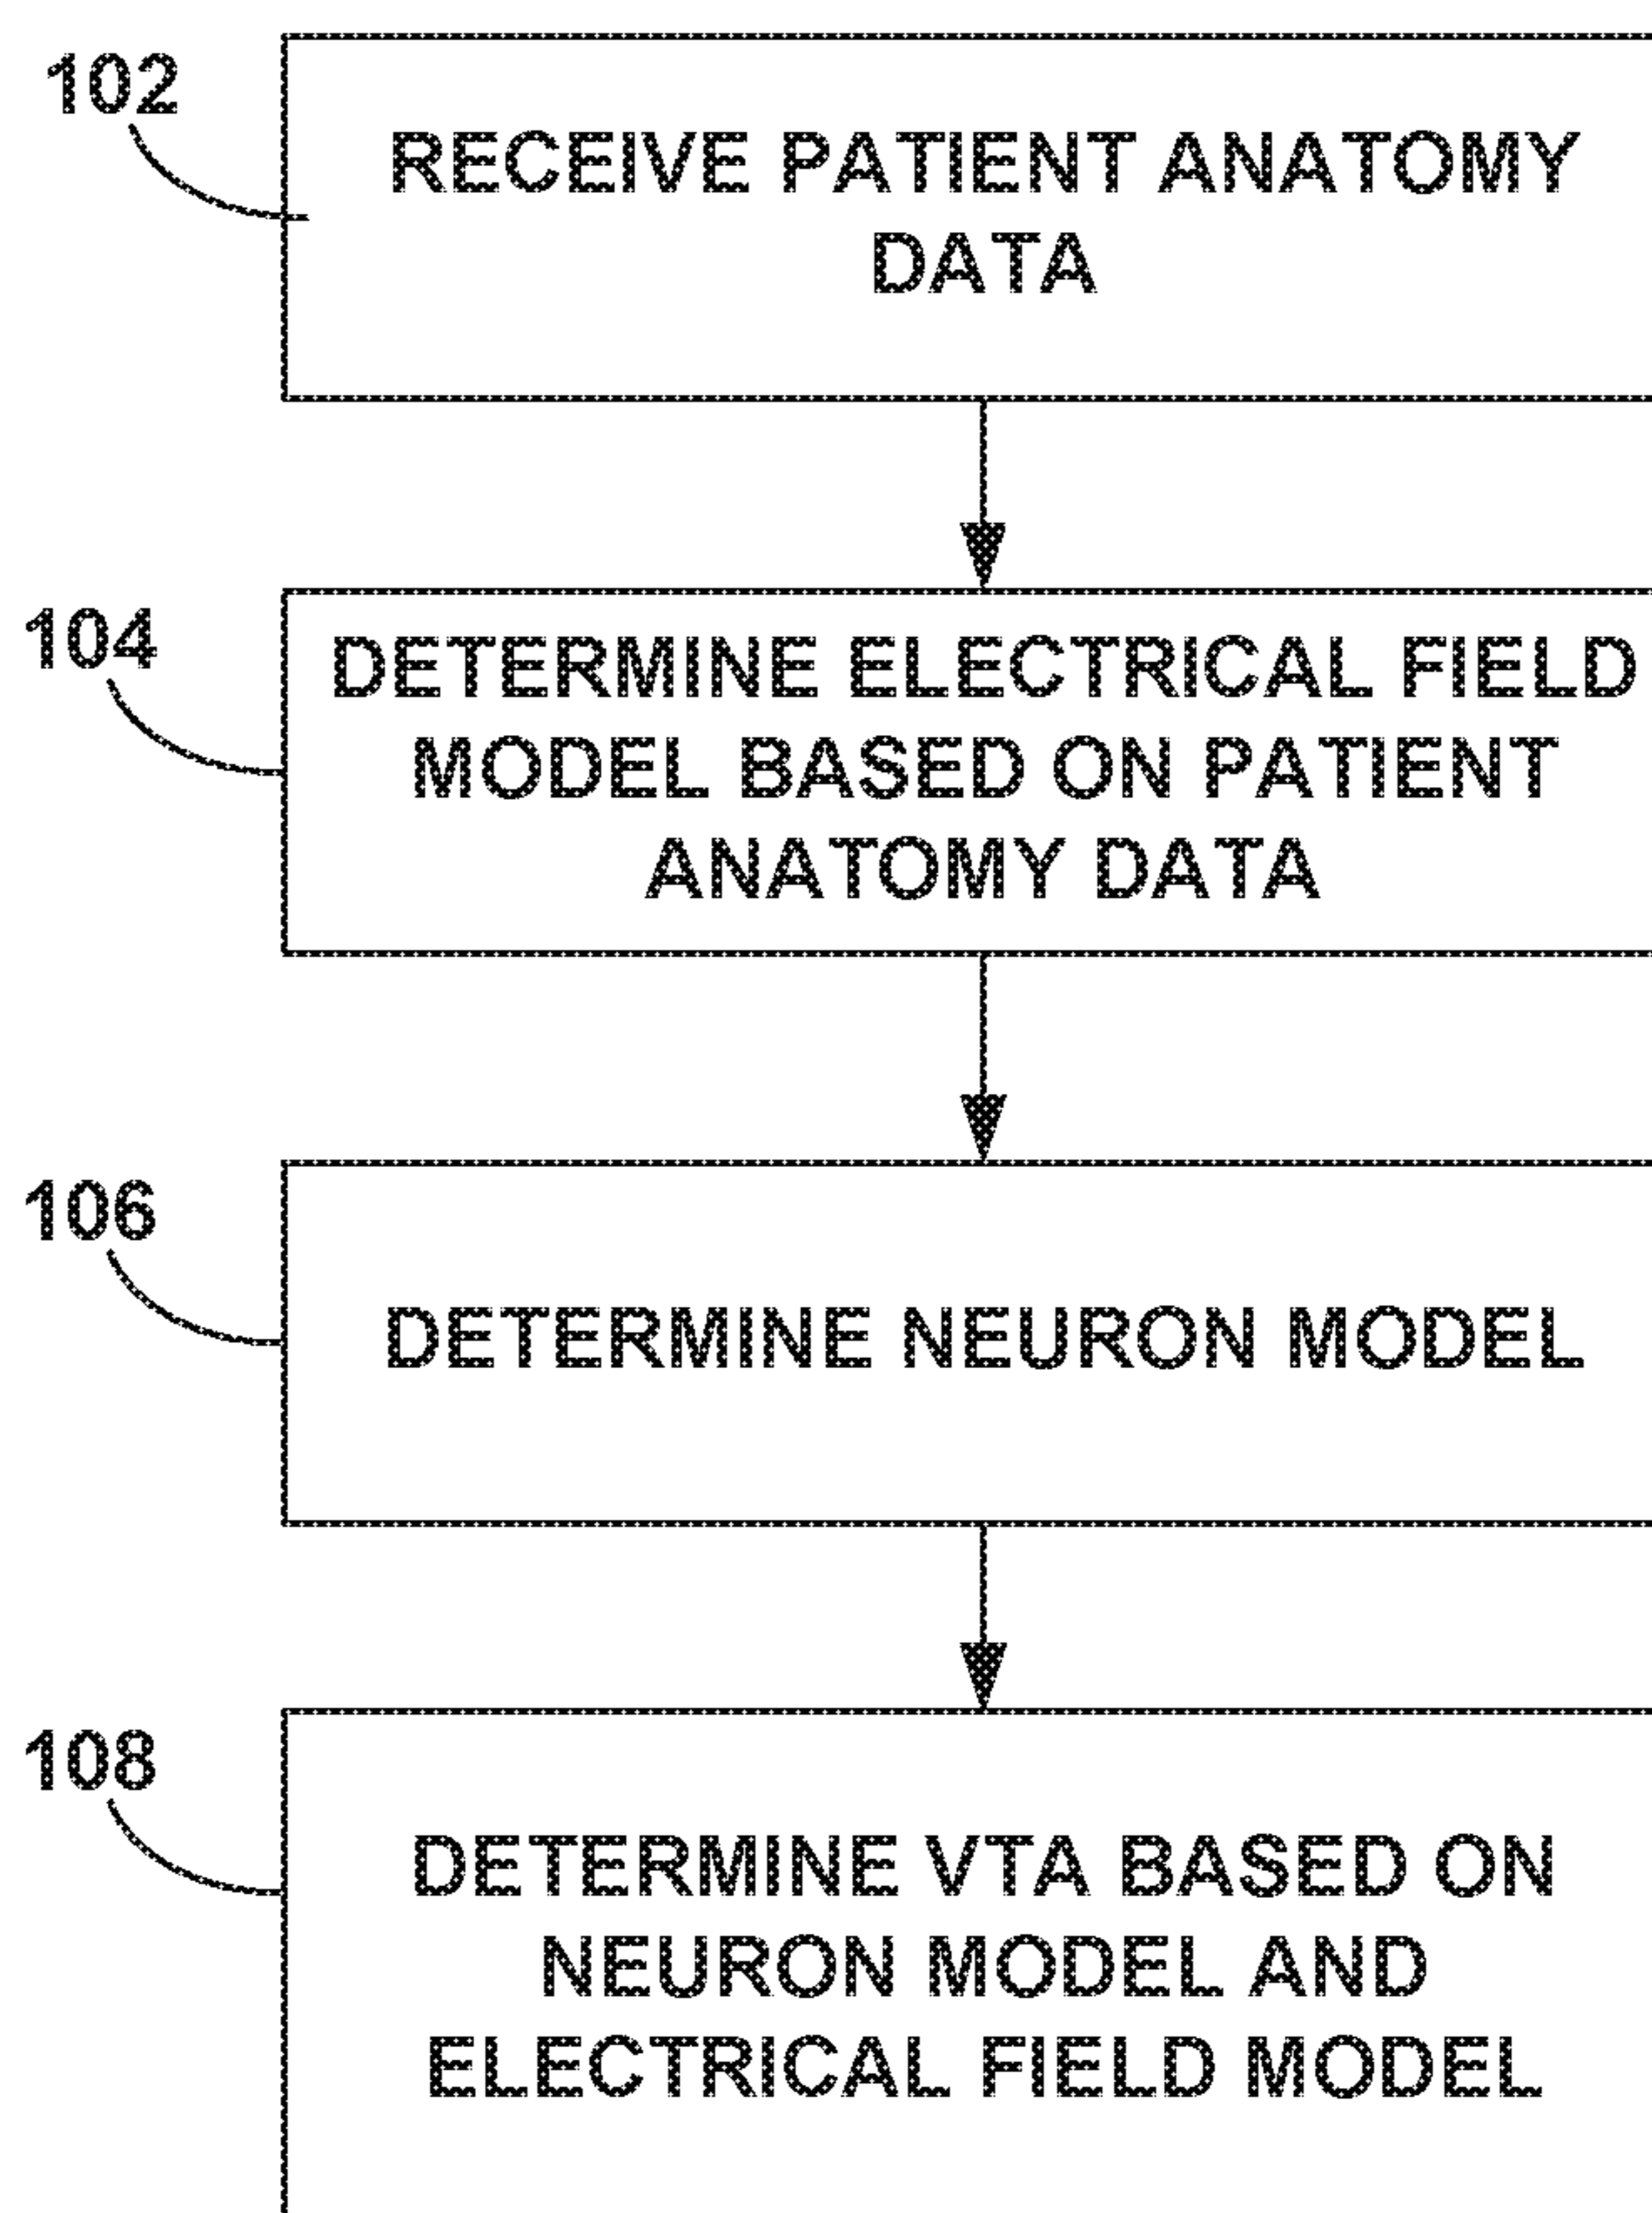 102
RECEIVE PATIENT ANATOMY
DATA
104
DETERMINE ELECTRICAL FIELD
MODEL BASED ON PATIENT
ANATOMY DATA
106
DETERMINE NEURON MODEL
108
DETERMINE VTA BASED ON
NEURON MODEL AND
ELECTRICAL FIELD MODEL